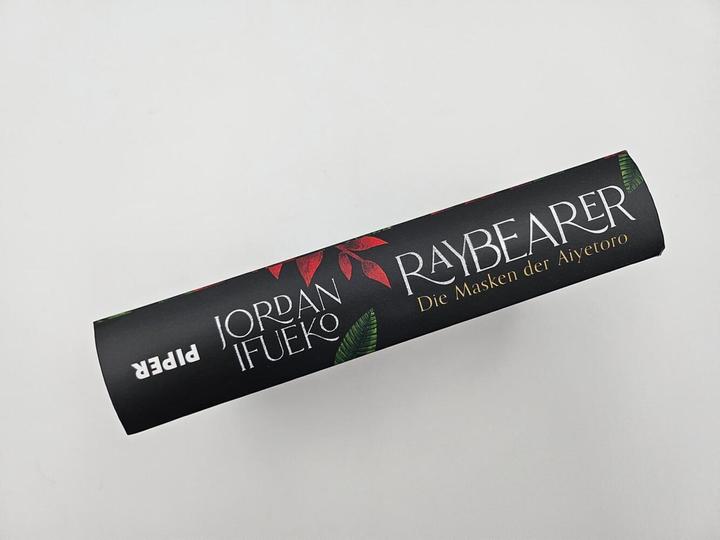 PIPER
JORDAN
IFUEKO
RAYBEARER
Die Masken der Aiyetoro